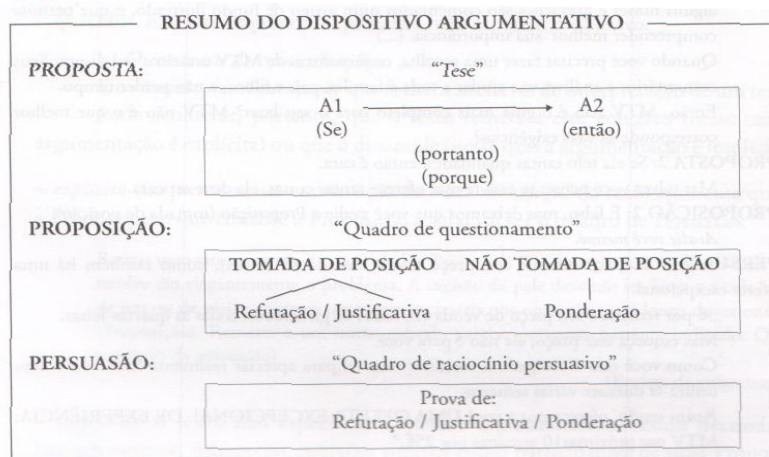 RESUMO DO DISPOSITIVO ARGUMENTATIVO
PROPOSTA: "Tese"
A1 → A2
(Se) (então)
(portanto)
(porque)
PROPOSIÇÃO: "Quadro de questionamento"
TOMADA DE POSIÇÃO NÃO TOMADA DE POSIÇÃO
Refutação / Justificativa Ponderação
PERSUASÃO: "Quadro de raciocínio persuasivo"
Prova de:
Refutação / Justificativa / Ponderação